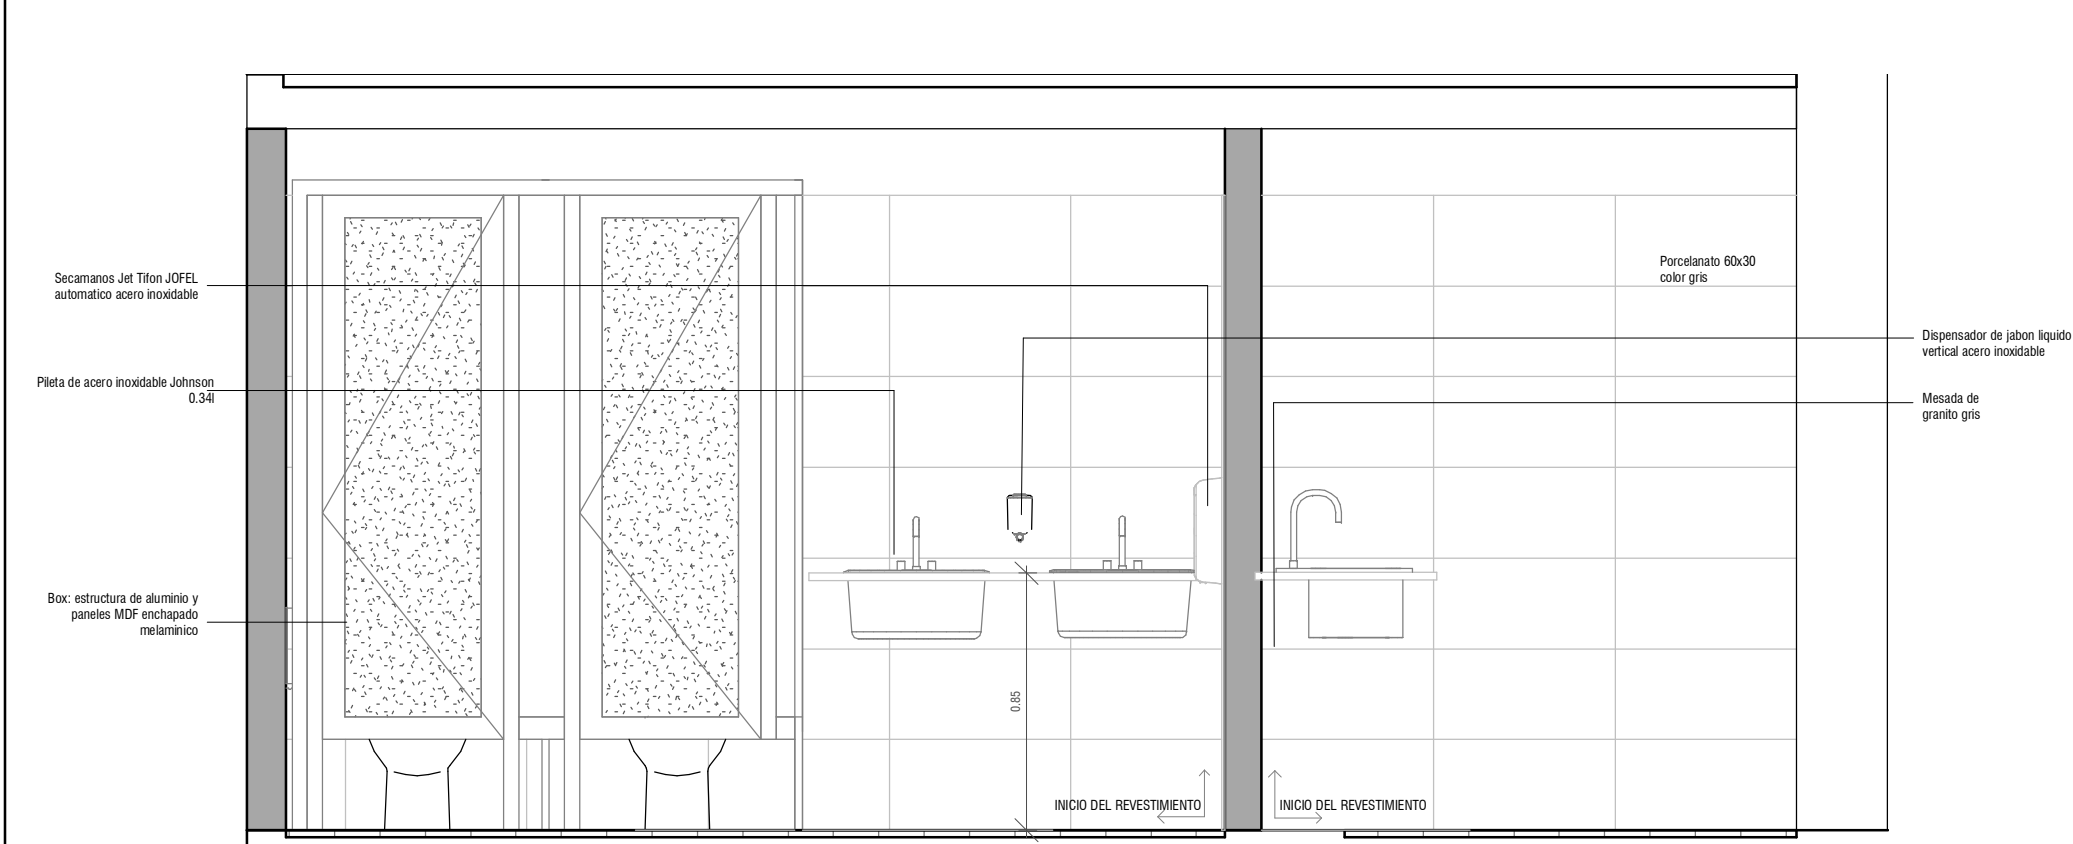 Secamanos Jet Tifon JOFEL
automatico acero inoxidable
Pileta de acero inoxidable Johnson
0.34l
Box: estructura de aluminio y
paneles MDF enchapado
melaminico
Porcelanato 60x30
color gris
Dispensador de jabon liquido
vertical acero inoxidable
Mesada de
granito gris
0.85
INICIO DEL REVESTIMIENTO
INICIO DEL REVESTIMIENTO